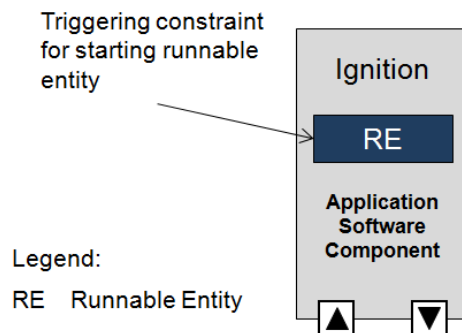 Triggering constraint
for starting runnable
entity
Ignition
RE
Application
Software
Component
Legend:
RE Runnable Entity